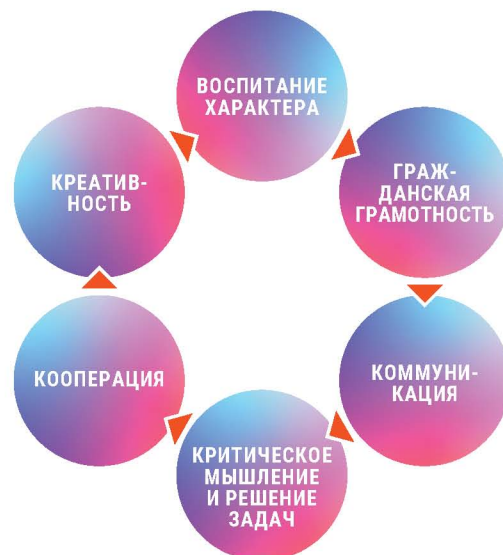 ВОСПИТАНИЕ
ХАРАКТЕРА
ГРАЖ-
ДАНСКАЯ
ГРАМОТНОСТЬ
КОММУНИ-
КАЦИЯ
КРИТИЧЕСКОЕ
МЫШЛЕНИЕ
И РЕШЕНИЕ
ЗАДАЧ
КООПЕРАЦИЯ
КРЕАТИВ-
НОСТЬ